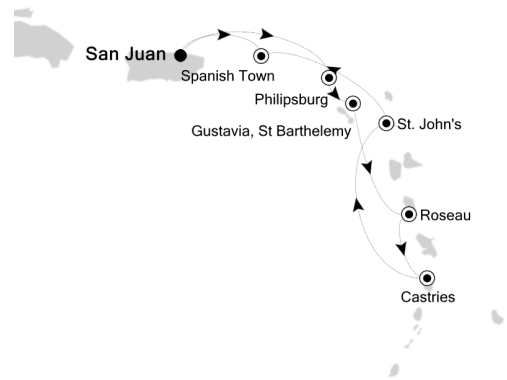 San Juan
Spanish Town
Philipsburg
Gustavia, St Barthelemy
St. John's
Roseau
Castries